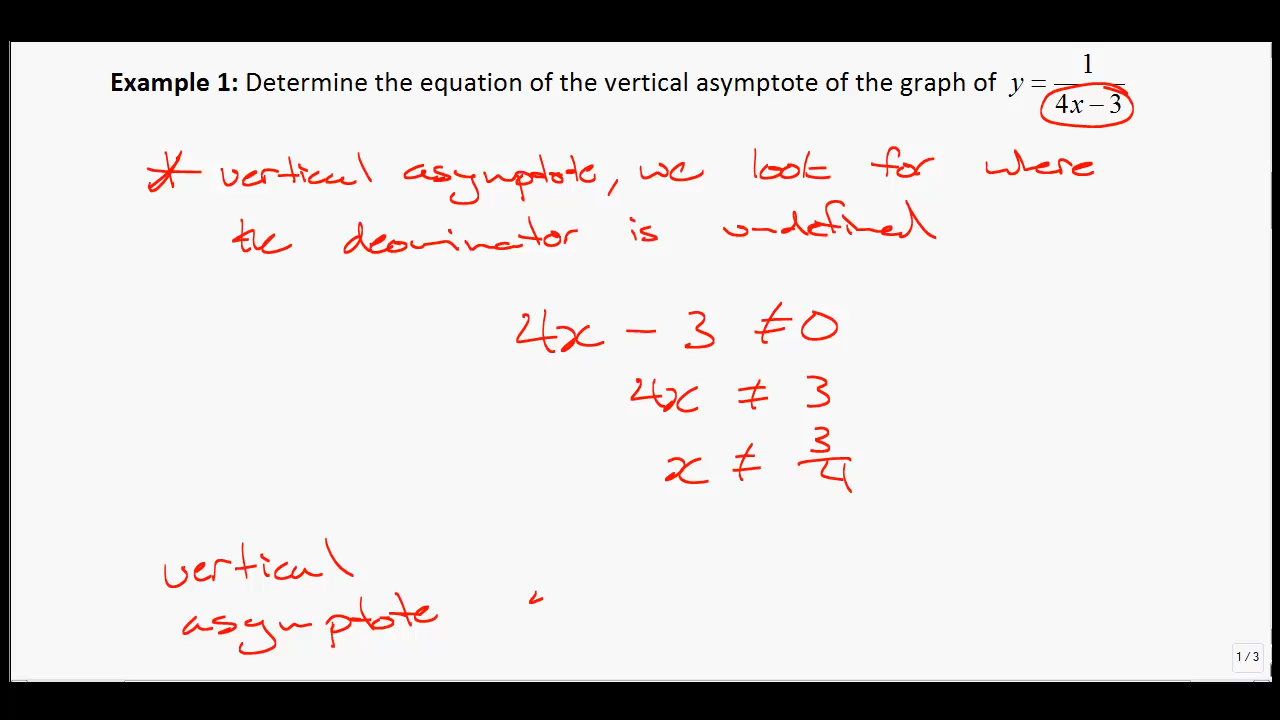 Example 1: Determine the equation of the vertical asymptote of the graph of y = 1/(4x − 3)
* vertical asymptote, we look for where
the deominator is undefined
4x − 3 ≠ 0
4x ≠ 3
x ≠ 3/4
vertical
asymptote
1 / 3